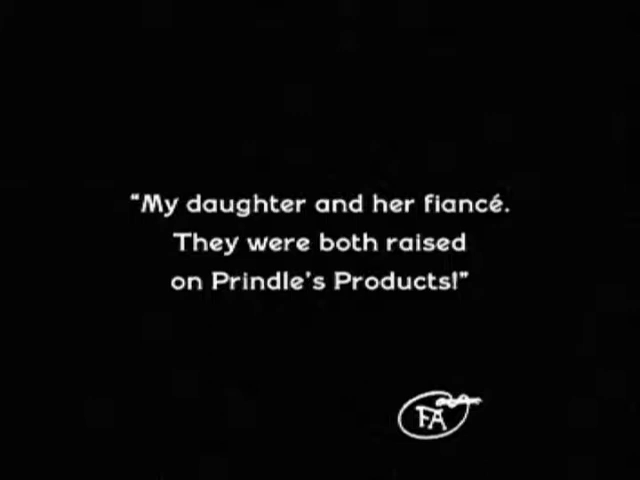 “My daughter and her fiancé.
They were both raised
on Prindle's Products!”
FA